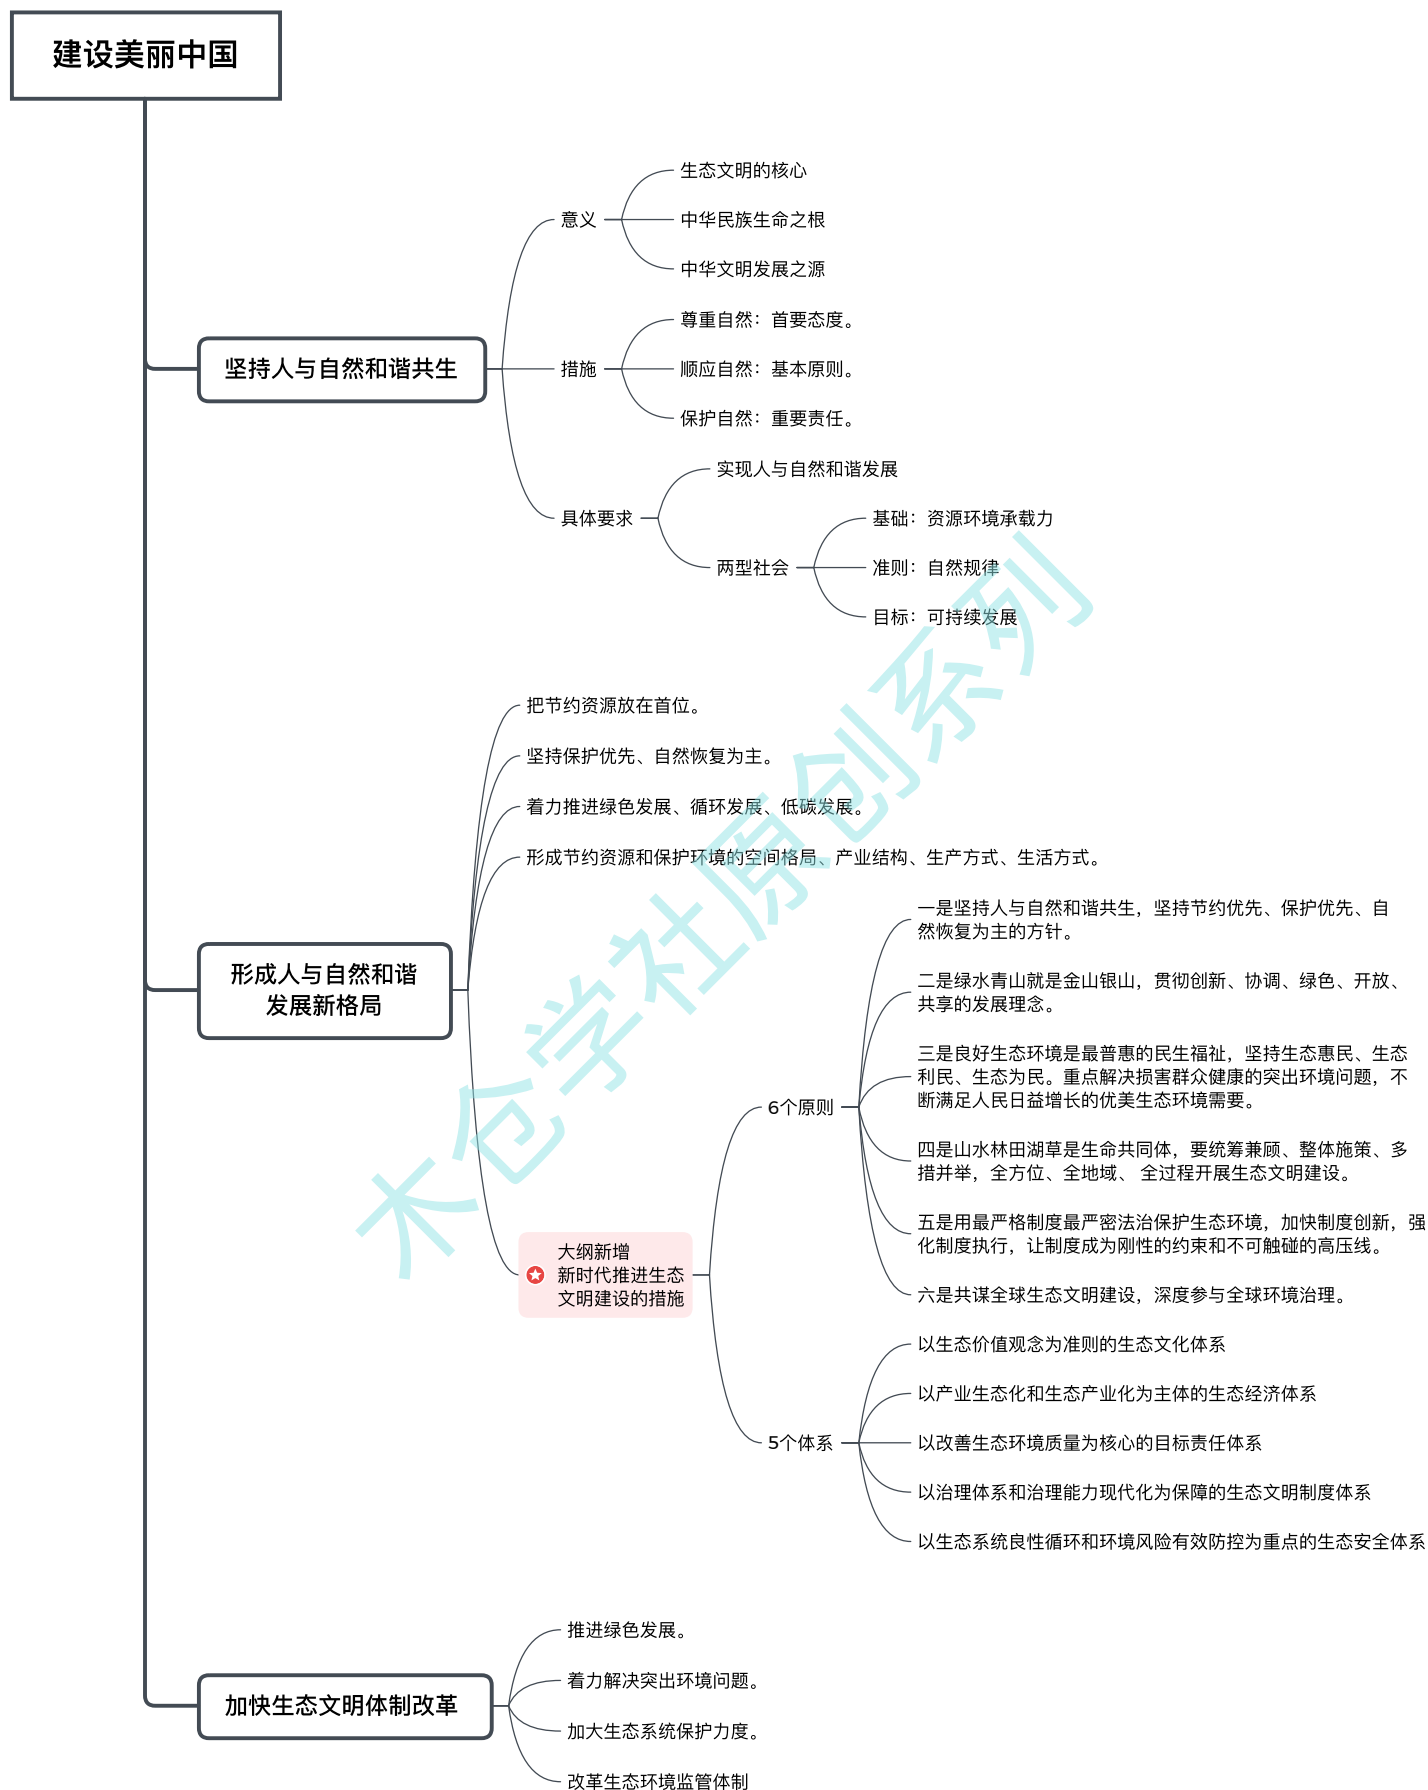 建设美丽中国
坚持人与自然和谐共生
意义
生态文明的核心
中华民族生命之根
中华文明发展之源
措施
尊重自然：首要态度。
顺应自然：基本原则。
保护自然：重要责任。
具体要求
实现人与自然和谐发展
两型社会
基础：资源环境承载力
准则：自然规律
目标：可持续发展
形成人与自然和谐
发展新格局
把节约资源放在首位。
坚持保护优先、自然恢复为主。
着力推进绿色发展、循环发展、低碳发展。
形成节约资源和保护环境的空间格局、产业结构、生产方式、生活方式。
大纲新增
新时代推进生态
文明建设的措施
6个原则
一是坚持人与自然和谐共生，坚持节约优先、保护优先、自
然恢复为主的方针。
二是绿水青山就是金山银山，贯彻创新、协调、绿色、开放、
共享的发展理念。
三是良好生态环境是最普惠的民生福祉，坚持生态惠民、生态
利民、生态为民。重点解决损害群众健康的突出环境问题，不
断满足人民日益增长的优美生态环境需要。
四是山水林田湖草是生命共同体，要统筹兼顾、整体施策、多
措并举，全方位、全地域、 全过程开展生态文明建设。
五是用最严格制度最严密法治保护生态环境，加快制度创新，强
化制度执行，让制度成为刚性的约束和不可触碰的高压线。
六是共谋全球生态文明建设，深度参与全球环境治理。
5个体系
以生态价值观念为准则的生态文化体系
以产业生态化和生态产业化为主体的生态经济体系
以改善生态环境质量为核心的目标责任体系
以治理体系和治理能力现代化为保障的生态文明制度体系
以生态系统良性循环和环境风险有效防控为重点的生态安全体系
加快生态文明体制改革
推进绿色发展。
着力解决突出环境问题。
加大生态系统保护力度。
改革生态环境监管体制
木仓学社原创系列